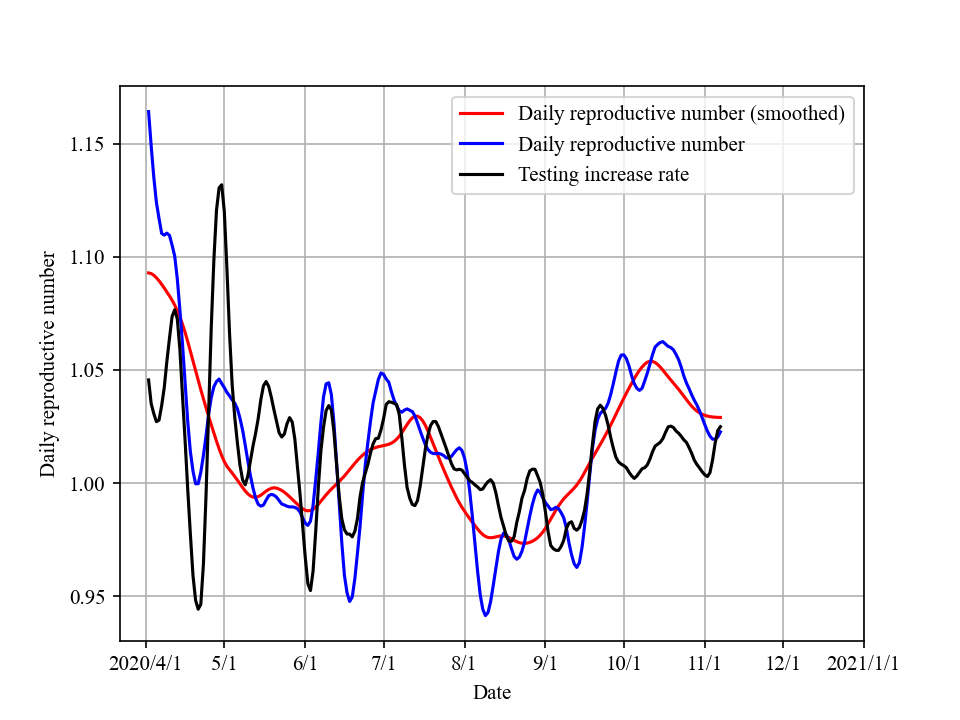 Daily reproductive number (smoothed)
Daily reproductive number
Testing increase rate
Daily reproductive number
1.15
1.10
1.05
1.00
0.95
2020/4/1 5/1 6/1 7/1 8/1 9/1 10/1 11/1 12/1 2021/1/1
Date